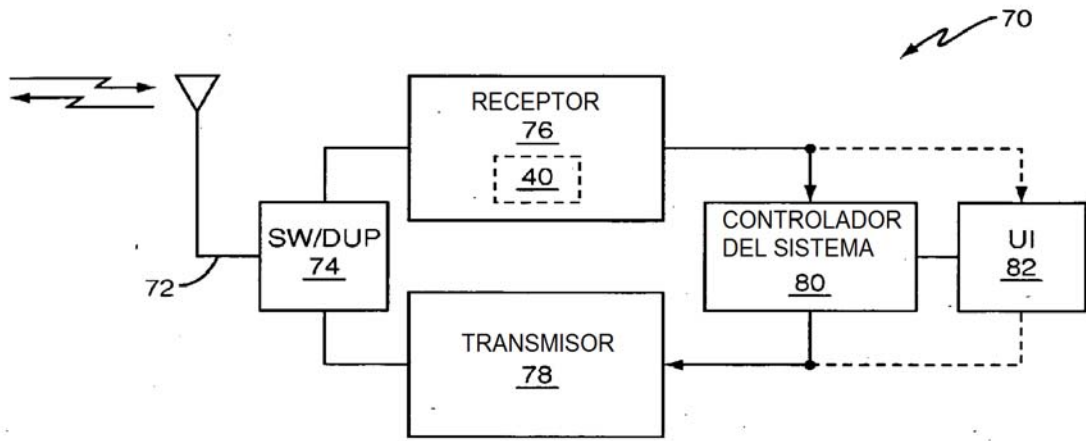 70
RECEPTOR
76
40
SW/DUP
74
72
CONTROLADOR
DEL SISTEMA
80
UI
82
TRANSMISOR
78